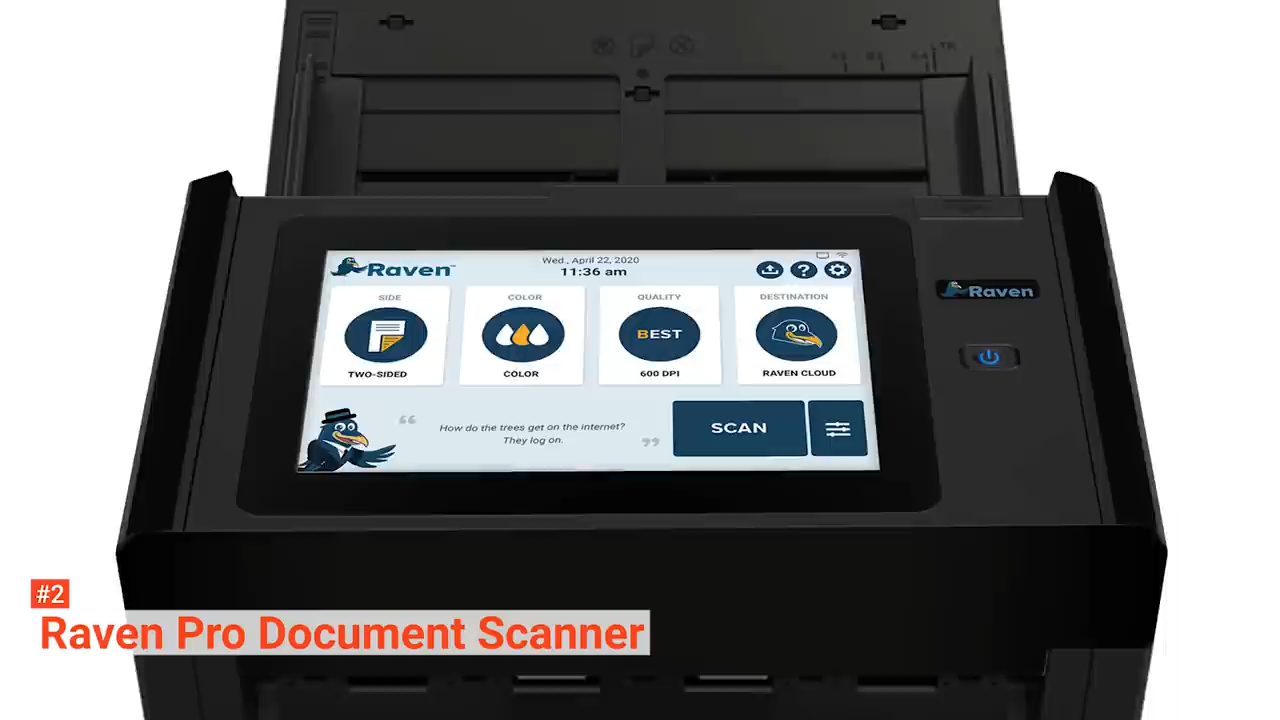 Raven™
Wed., April 22, 2020
11:36 am
SIDE
COLOR
QUALITY
DESTINATION
BEST
TWO-SIDED
COLOR
600 DPI
RAVEN CLOUD
“ How do the trees get on the internet?
They log on. ”
SCAN
Raven
#2
Raven Pro Document Scanner